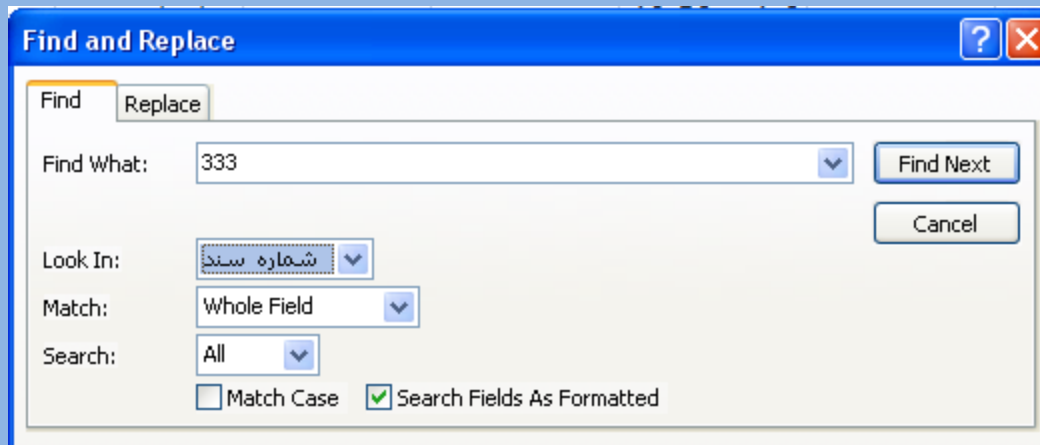 Find and Replace
Find Replace
Find What: 333 Find Next
Cancel
Look In: شماره سند
Match: Whole Field
Search: All
Match Case Search Fields As Formatted